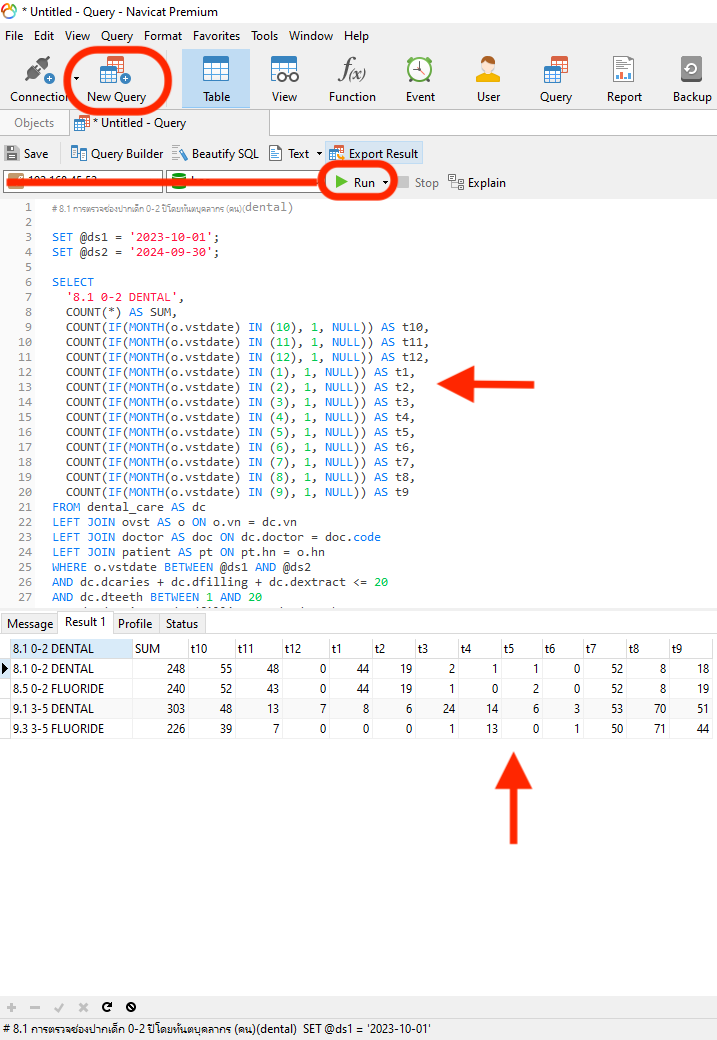 * Untitled - Query - Navicat Premium
File Edit View Query Format Favorites Tools Window Help
Connection New Query Table View Function Event User Query Report Backup
Objects * Untitled - Query
Save Query Builder Beautify SQL Text Export Result
Run Stop Explain
1 # 8.1 การตรวจช่องปากเด็ก 0-2 ปีโดยทันตบุคลากร (คน)(dental)
2
3 SET @ds1 = '2023-10-01';
4 SET @ds2 = '2024-09-30';
5
6 SELECT
7 '8.1 0-2 DENTAL',
8 COUNT(*) AS SUM,
9 COUNT(IF(MONTH(o.vstdate) IN (10), 1, NULL)) AS t10,
10 COUNT(IF(MONTH(o.vstdate) IN (11), 1, NULL)) AS t11,
11 COUNT(IF(MONTH(o.vstdate) IN (12), 1, NULL)) AS t12,
12 COUNT(IF(MONTH(o.vstdate) IN (1), 1, NULL)) AS t1,
13 COUNT(IF(MONTH(o.vstdate) IN (2), 1, NULL)) AS t2,
14 COUNT(IF(MONTH(o.vstdate) IN (3), 1, NULL)) AS t3,
15 COUNT(IF(MONTH(o.vstdate) IN (4), 1, NULL)) AS t4,
16 COUNT(IF(MONTH(o.vstdate) IN (5), 1, NULL)) AS t5,
17 COUNT(IF(MONTH(o.vstdate) IN (6), 1, NULL)) AS t6,
18 COUNT(IF(MONTH(o.vstdate) IN (7), 1, NULL)) AS t7,
19 COUNT(IF(MONTH(o.vstdate) IN (8), 1, NULL)) AS t8,
20 COUNT(IF(MONTH(o.vstdate) IN (9), 1, NULL)) AS t9
21 FROM dental_care AS dc
22 LEFT JOIN ovst AS o ON o.vn = dc.vn
23 LEFT JOIN doctor AS doc ON dc.doctor = doc.code
24 LEFT JOIN patient AS pt ON pt.hn = o.hn
25 WHERE o.vstdate BETWEEN @ds1 AND @ds2
26 AND dc.dcaries + dc.dfilling + dc.dextract <= 20
27 AND dc.dteeth BETWEEN 1 AND 20
Message Result 1 Profile Status
8.1 0-2 DENTAL SUM t10 t11 t12 t1 t2 t3 t4 t5 t6 t7 t8 t9
8.1 0-2 DENTAL 248 55 48 0 44 19 2 1 1 0 52 8 18
8.5 0-2 FLUORIDE 240 52 43 0 44 19 1 0 2 0 52 8 19
9.1 3-5 DENTAL 303 48 13 7 8 6 24 14 6 3 53 70 51
9.3 3-5 FLUORIDE 226 39 7 0 0 0 1 13 0 1 50 71 44
# 8.1 การตรวจช่องปากเด็ก 0-2 ปีโดยทันตบุคลากร (คน)(dental) SET @ds1 = '2023-10-01'